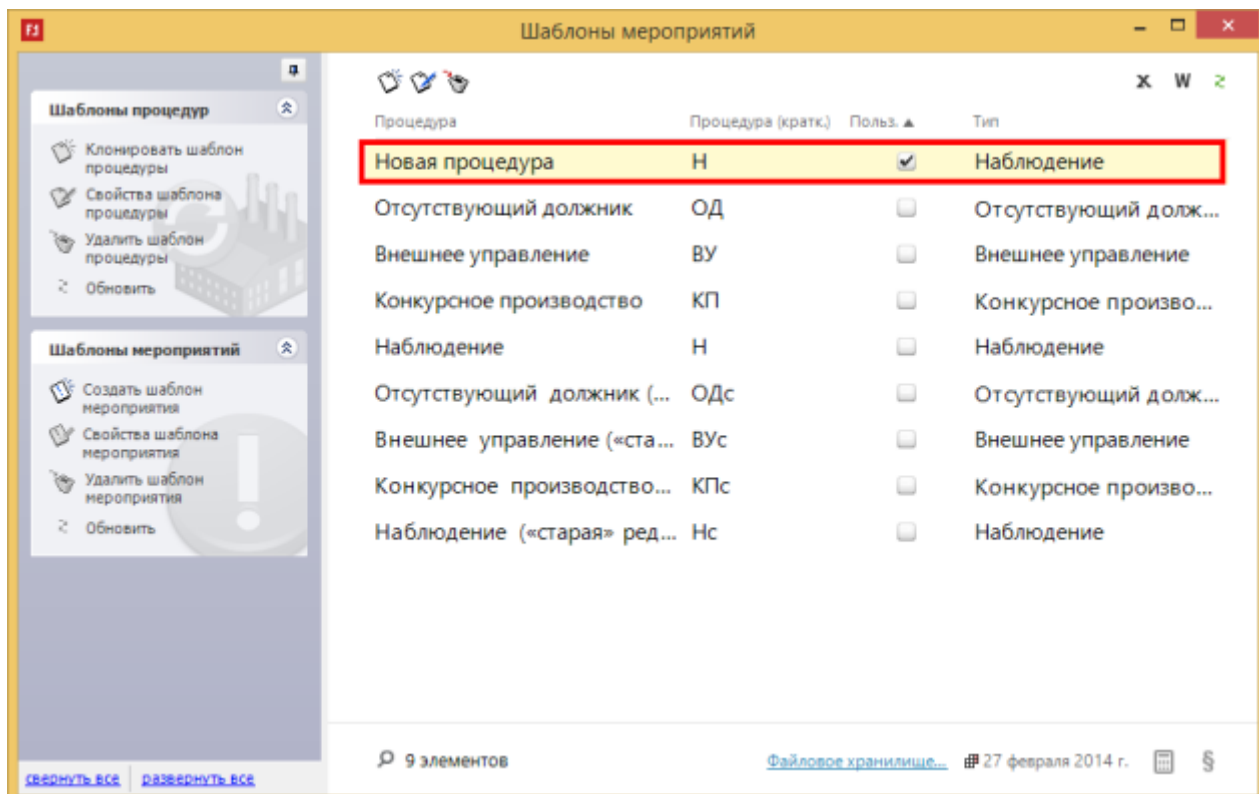 Шаблоны мероприятий
Шаблоны процедур
Клонировать шаблон
процедуры
Свойства шаблона
процедуры
Удалить шаблон
процедуры
Обновить
Шаблоны мероприятий
Создать шаблон
мероприятия
Свойства шаблона
мероприятия
Удалить шаблон
мероприятия
Обновить
свернуть все развернуть все
X W
Процедура Процедура (кратк.) Польз. ▲ Тип
Новая процедура Н Наблюдение
Отсутствующий должник ОД Отсутствующий долж...
Внешнее управление ВУ Внешнее управление
Конкурсное производство КП Конкурсное произво...
Наблюдение Н Наблюдение
Отсутствующий должник (... ОДс Отсутствующий долж...
Внешнее управление («ста... ВУс Внешнее управление
Конкурсное производство... КПс Конкурсное произво...
Наблюдение («старая» ред... Нс Наблюдение
9 элементов Файловое хранилище... 27 февраля 2014 г. §